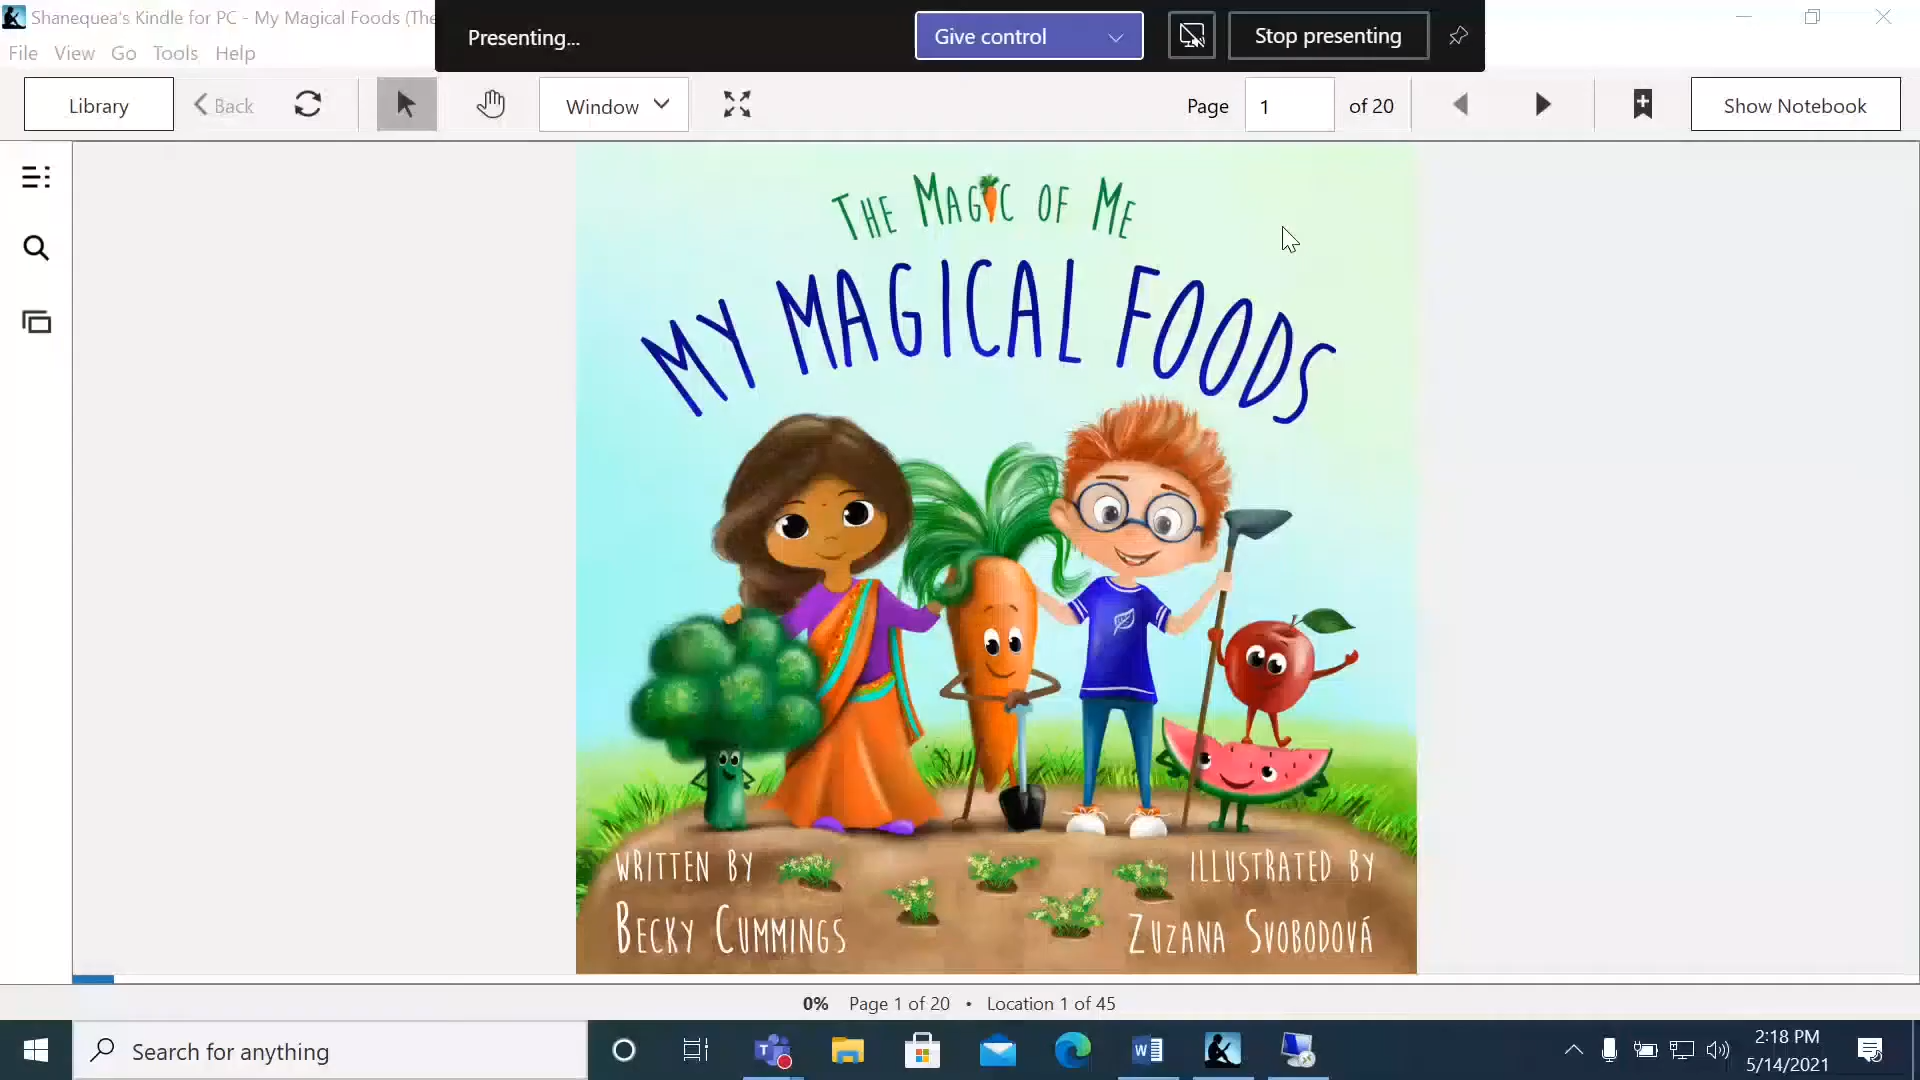 Shanequea's Kindle for PC - My Magical Foods (The
Presenting...
Give control
Stop presenting
File View Go Tools Help
Library
Back
Window
Page 1 of 20
Show Notebook
THE MAGIC OF ME
MY MAGICAL FOODS
WRITTEN BY
BECKY CUMMINGS
ILLUSTRATED BY
ZUZANA SVOBODOVÁ
0% Page 1 of 20 • Location 1 of 45
Search for anything
2:18 PM
5/14/2021